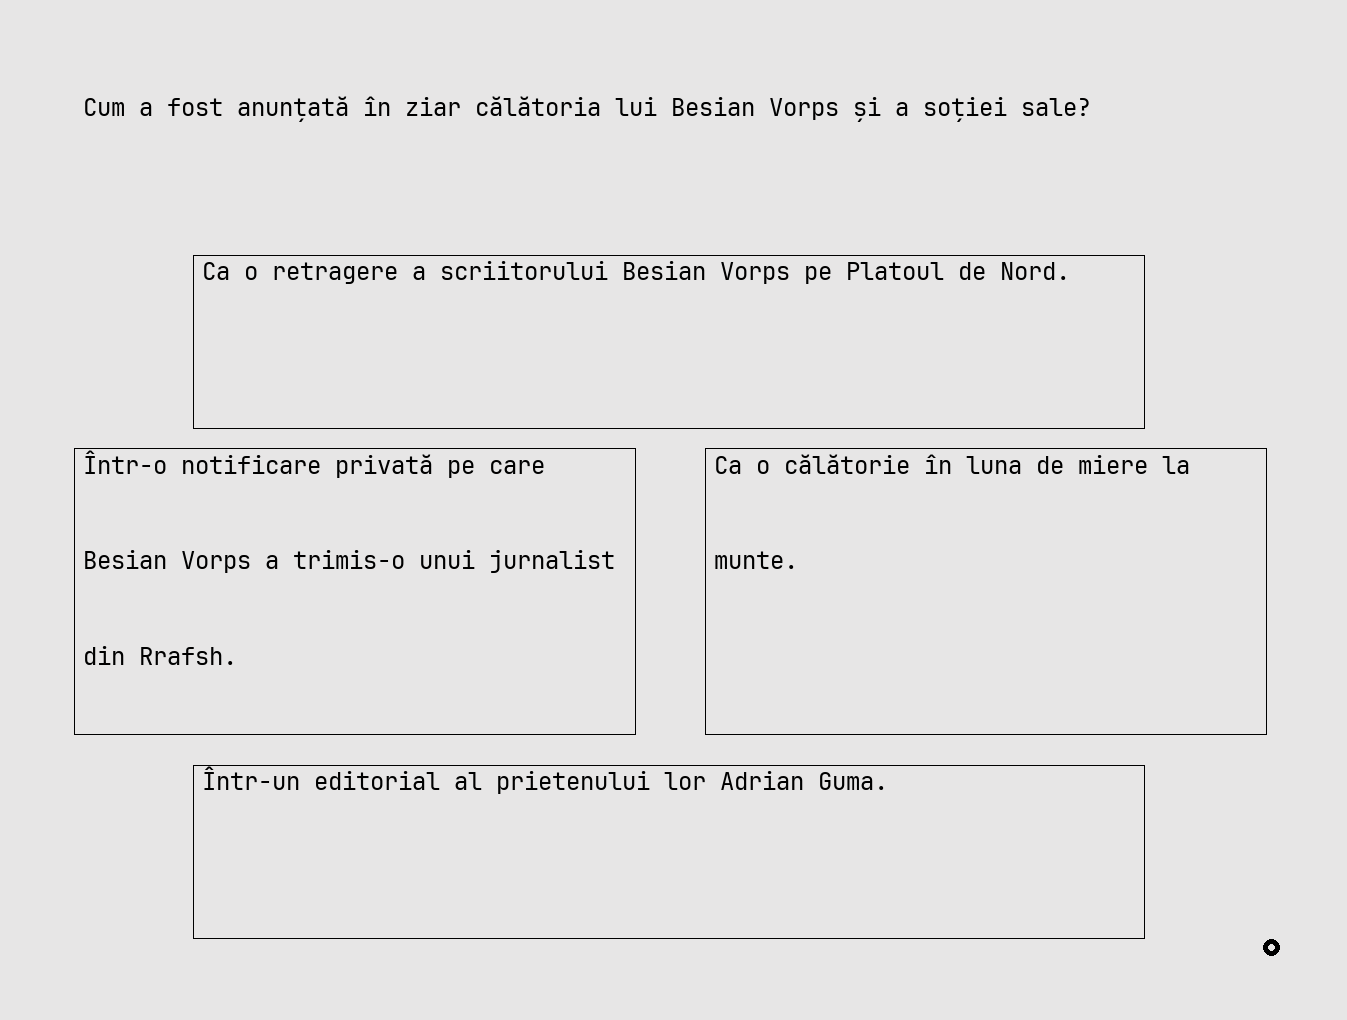 Cum a fost anunțată în ziar călătoria lui Besian Vorps și a soției sale?
Ca o retragere a scriitorului Besian Vorps pe Platoul de Nord.
Într-o notificare privată pe care
Besian Vorps a trimis-o unui jurnalist
din Rrafsh.
Ca o călătorie în luna de miere la
munte.
Într-un editorial al prietenului lor Adrian Guma.